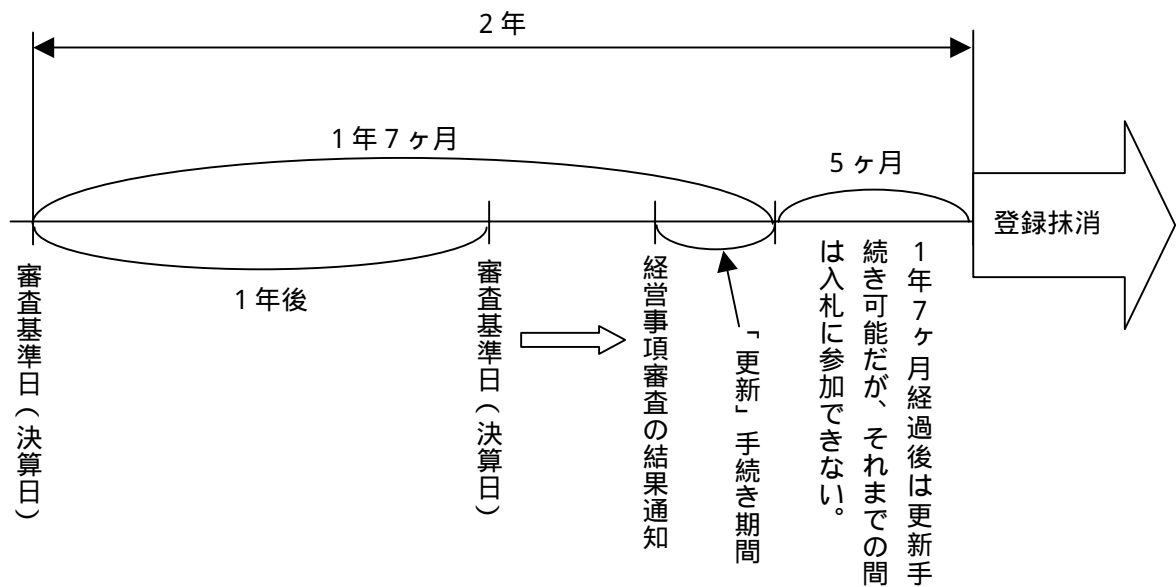 2年
1年7ヶ月
5ヶ月
登録抹消
1年後
審査基準日(決算日)
審査基準日(決算日)
経営事項審査の結果通知
「更新」手続き期間
1年7ヶ月経過後は更新手
続き可能だが、それまでの間
は入札に参加できない。